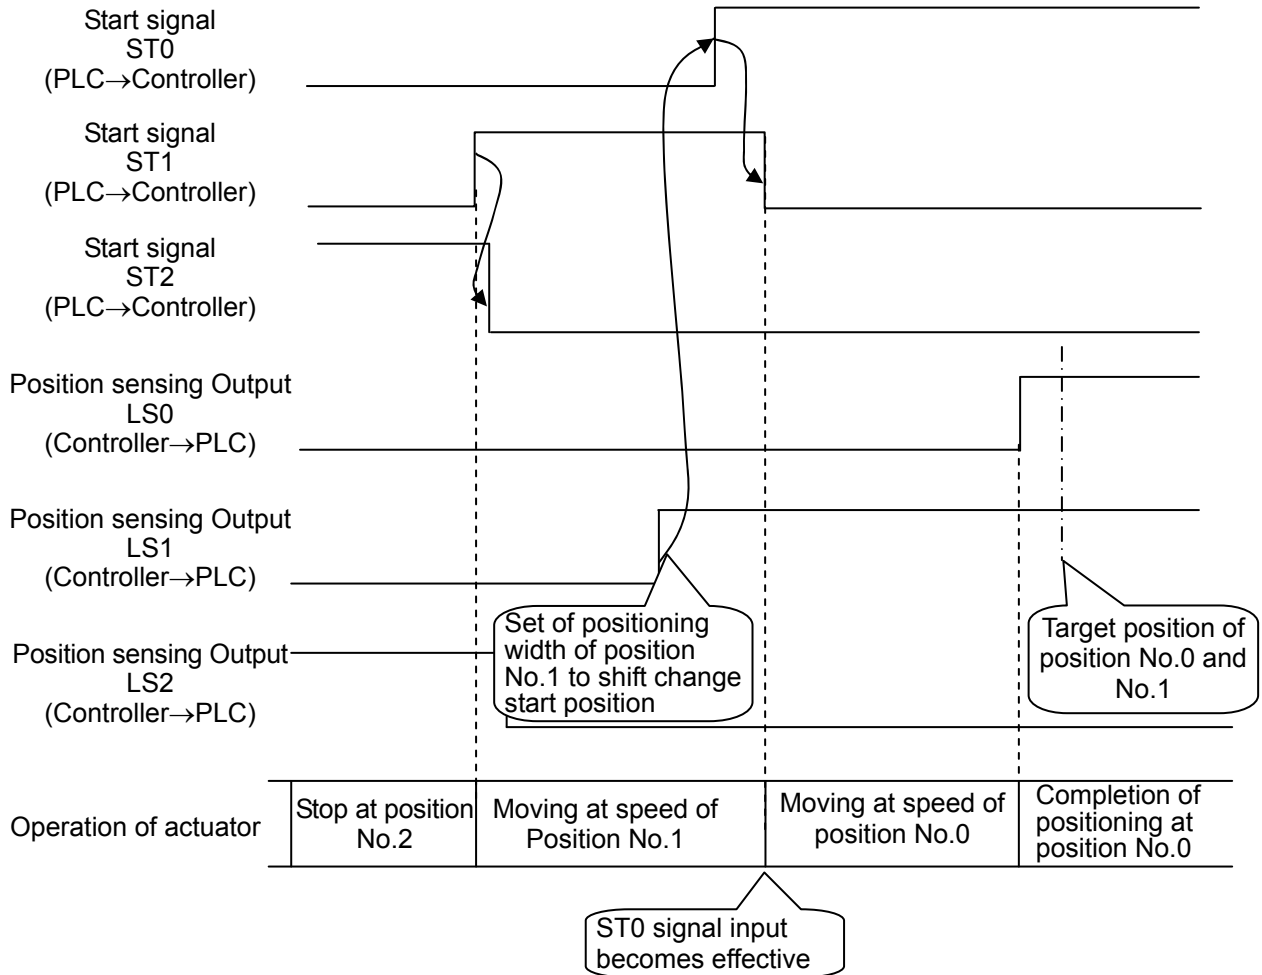 Start signal
ST0
(PLC→Controller)
Start signal
ST1
(PLC→Controller)
Start signal
ST2
(PLC→Controller)
Position sensing Output
LS0
(Controller→PLC)
Position sensing Output
LS1
(Controller→PLC)
Set of positioning
width of position
No.1 to shift change
start position
Target position of
position No.0 and
No.1
Position sensing Output
LS2
(Controller→PLC)
Operation of actuator
Stop at position
No.2
Moving at speed of
Position No.1
Moving at speed of
position No.0
Completion of
positioning at
position No.0
ST0 signal input
becomes effective